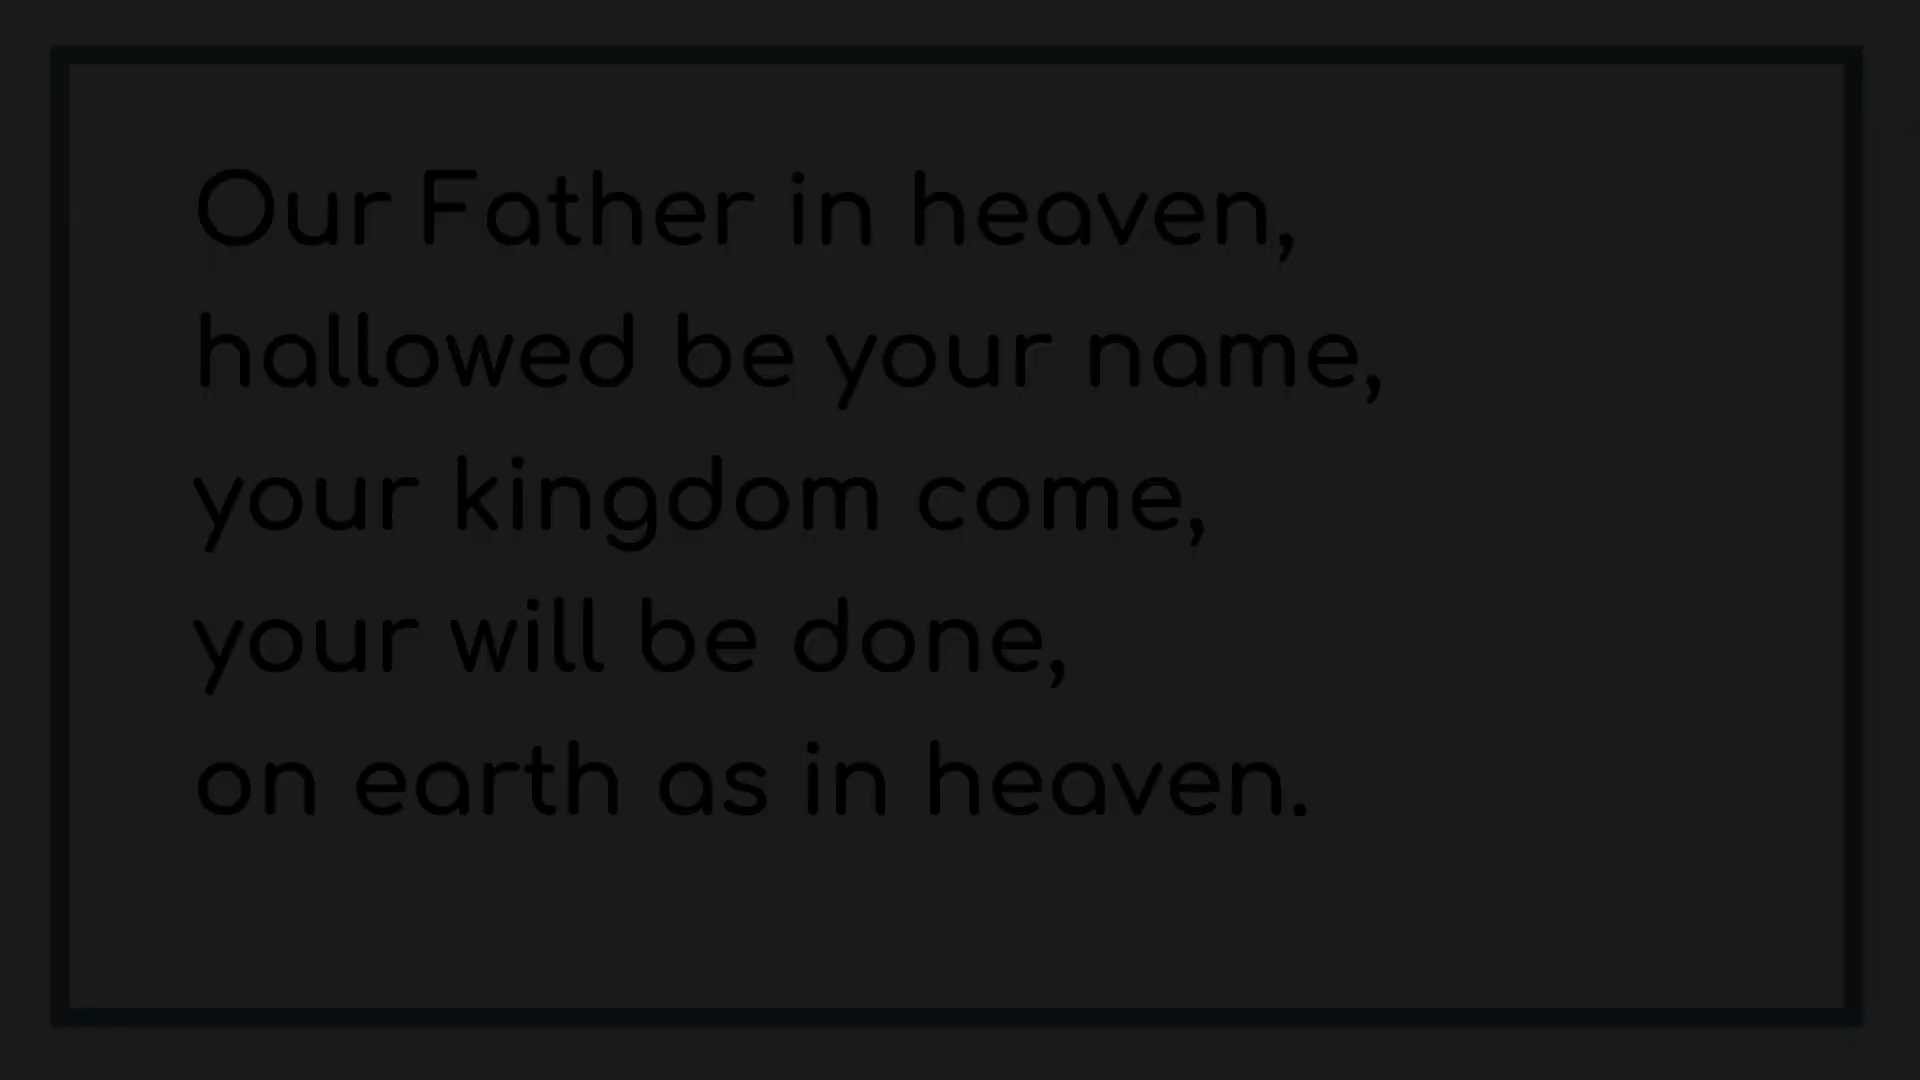 Our Father in heaven,
hallowed be your name,
your kingdom come,
your will be done,
on earth as in heaven.